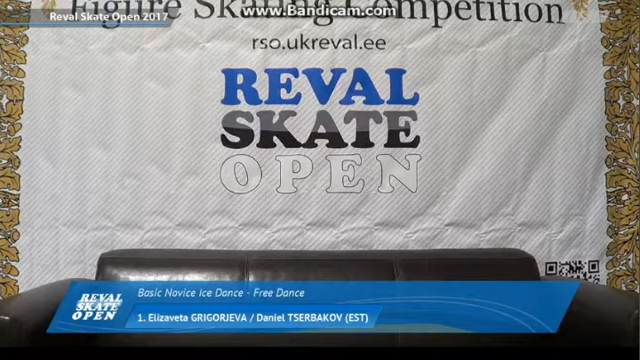 Reval Skate Open 2017
www.Bandicam.com
Figure Skating Competition
rso.ukreval.ee
REVAL
SKATE
OPEN
REVAL
SKATE
OPEN
Basic Novice Ice Dance - Free Dance
1. Elizaveta GRIGORJEVA / Daniel TSERBAKOV (EST)